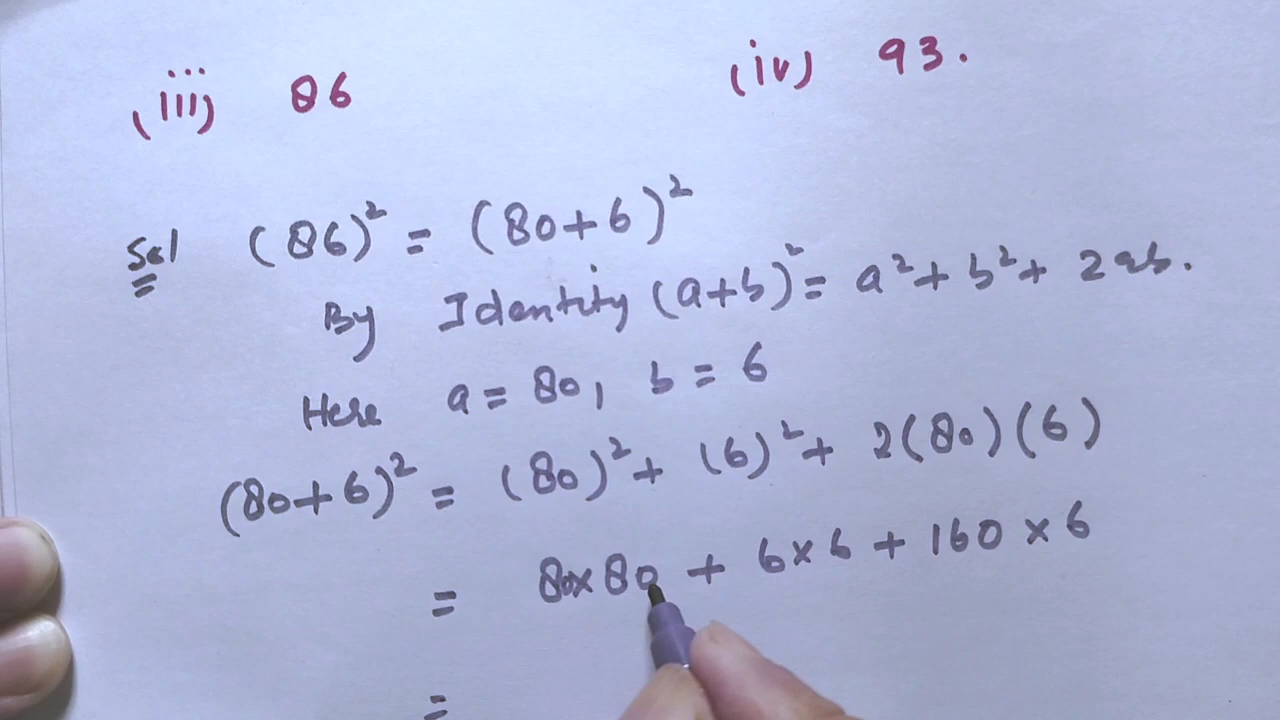 (iii) 86 (iv) 93.
Sol (86)² = (80+6)²
By Identity (a+b)² = a² + b² + 2ab.
Here a = 80, b = 6
(80+6)² = (80)² + (6)² + 2(80)(6)
= 80×80 + 6×6 + 160 × 6
=